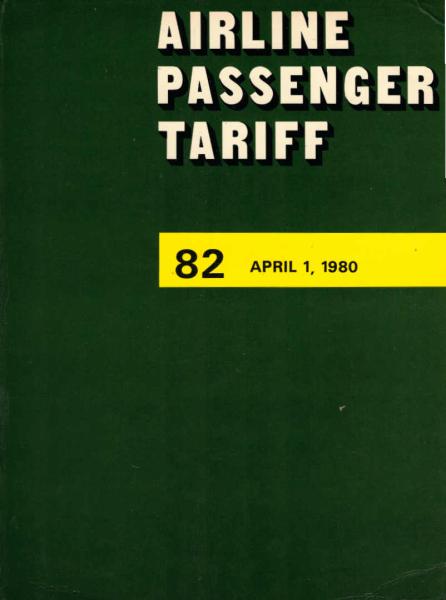 AIRLINE
PASSENGER
TARIFF
82 APRIL 1, 1980